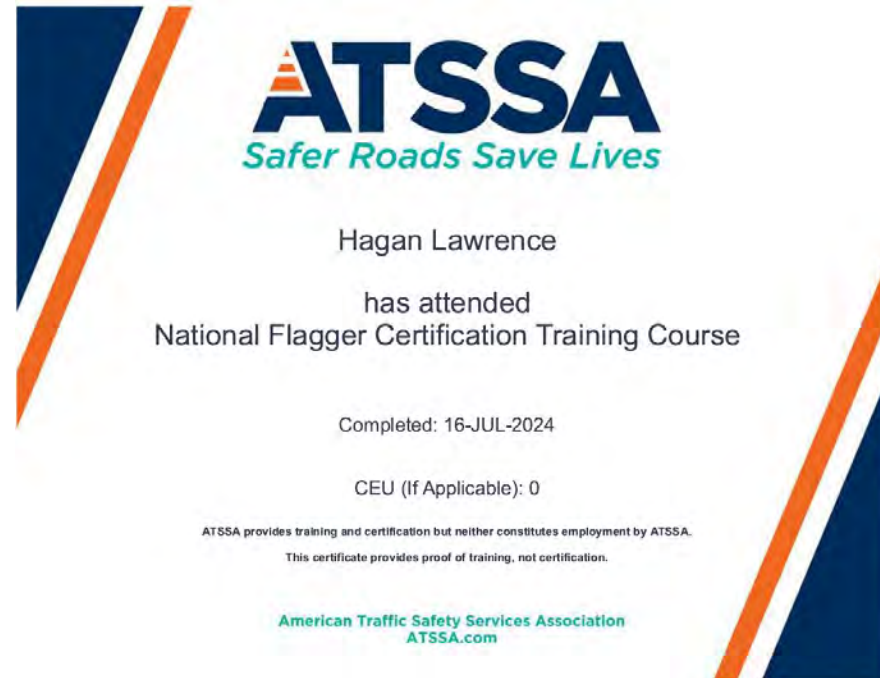 ATSSA
Safer Roads Save Lives
Hagan Lawrence
has attended
National Flagger Certification Training Course
Completed: 16-JUL-2024
CEU (If Applicable): 0
ATSSA provides training and certification but neither constitutes employment by ATSSA.
This certificate provides proof of training, not certification.
American Traffic Safety Services Association
ATSSA.com